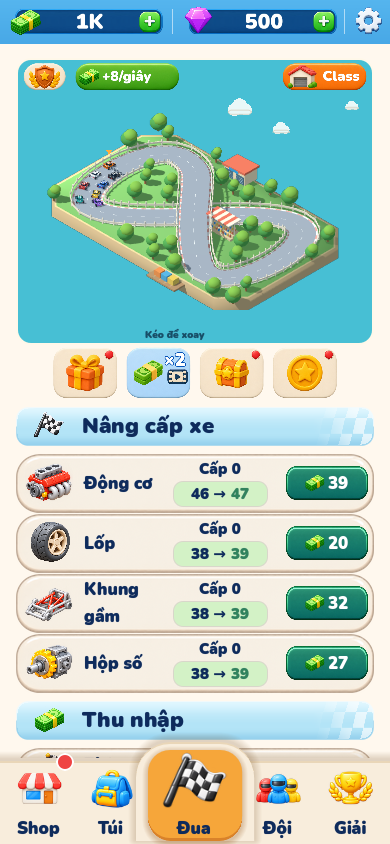 1K
500
+8/giây
Class
Kéo để xoay
x2
Nâng cấp xe
Động cơ
Cấp 0
46 → 47
39
Lốp
Cấp 0
38 → 39
20
Khung
gầm
Cấp 0
38 → 39
32
Hộp số
Cấp 0
38 → 39
27
Thu nhập
Shop
Túi
Đua
Đội
Giải